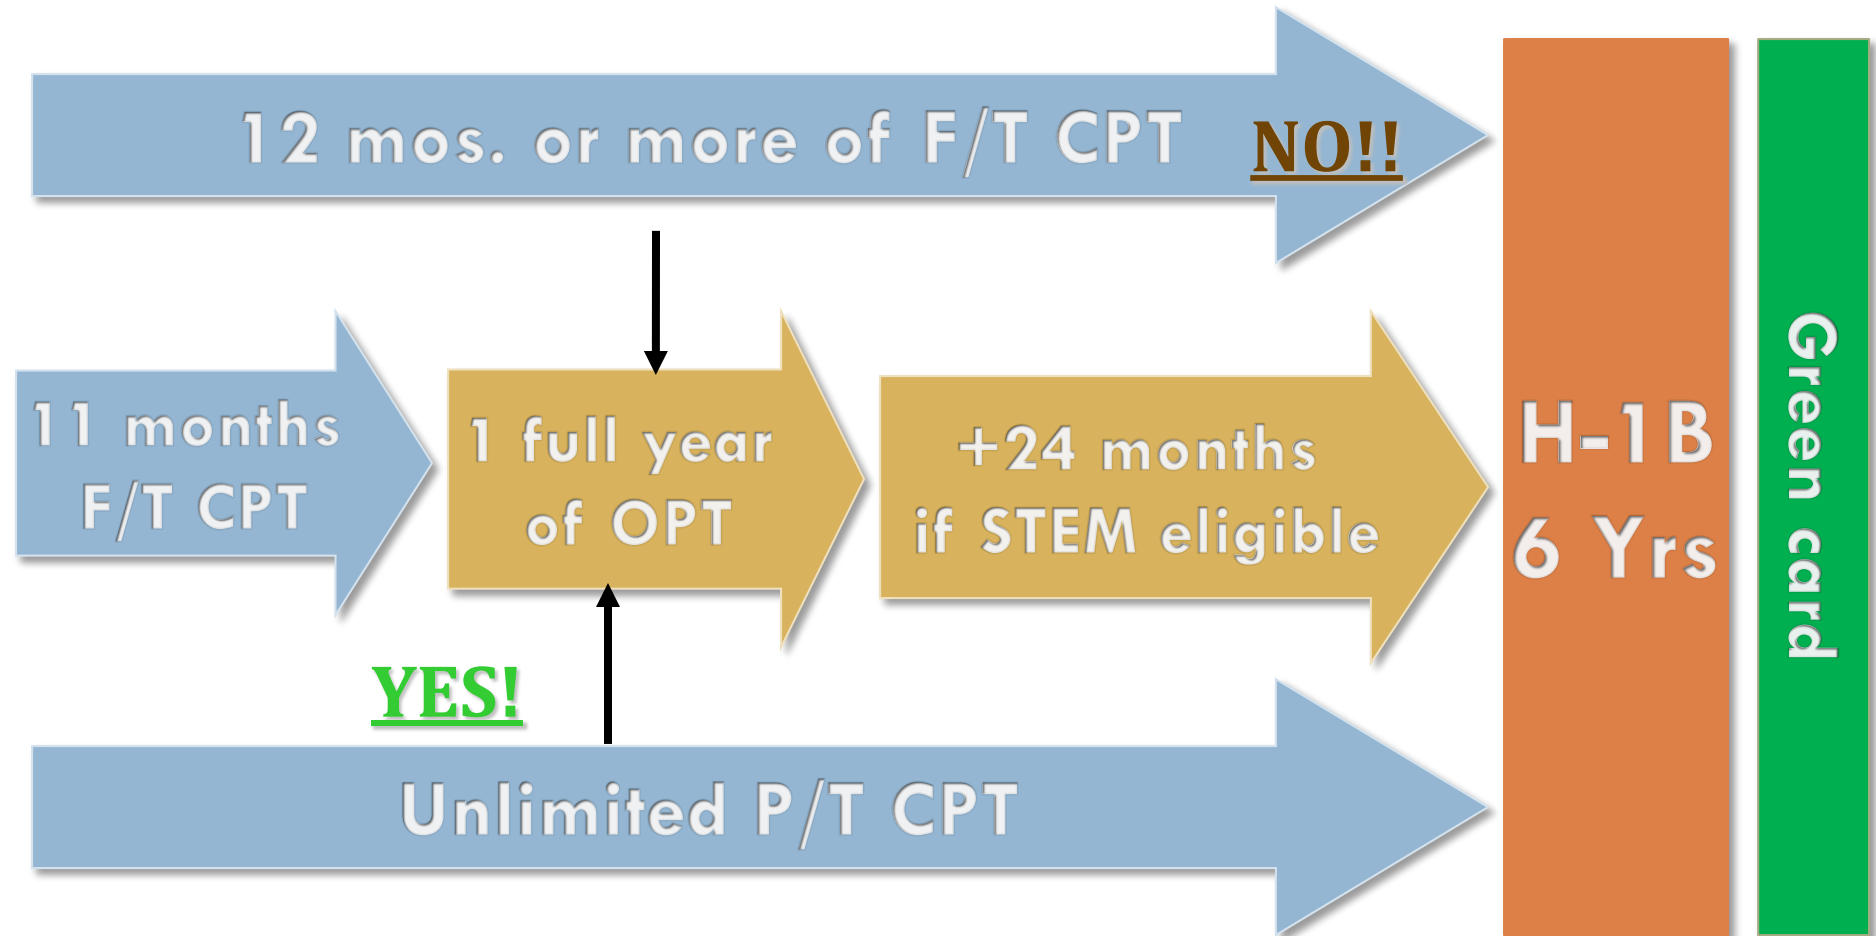 12 mos. or more of F/T CPT
NO!!
11 months
F/T CPT
1 full year
of OPT
+24 months
if STEM eligible
H-1B
6 Yrs
Green card
YES!
Unlimited P/T CPT